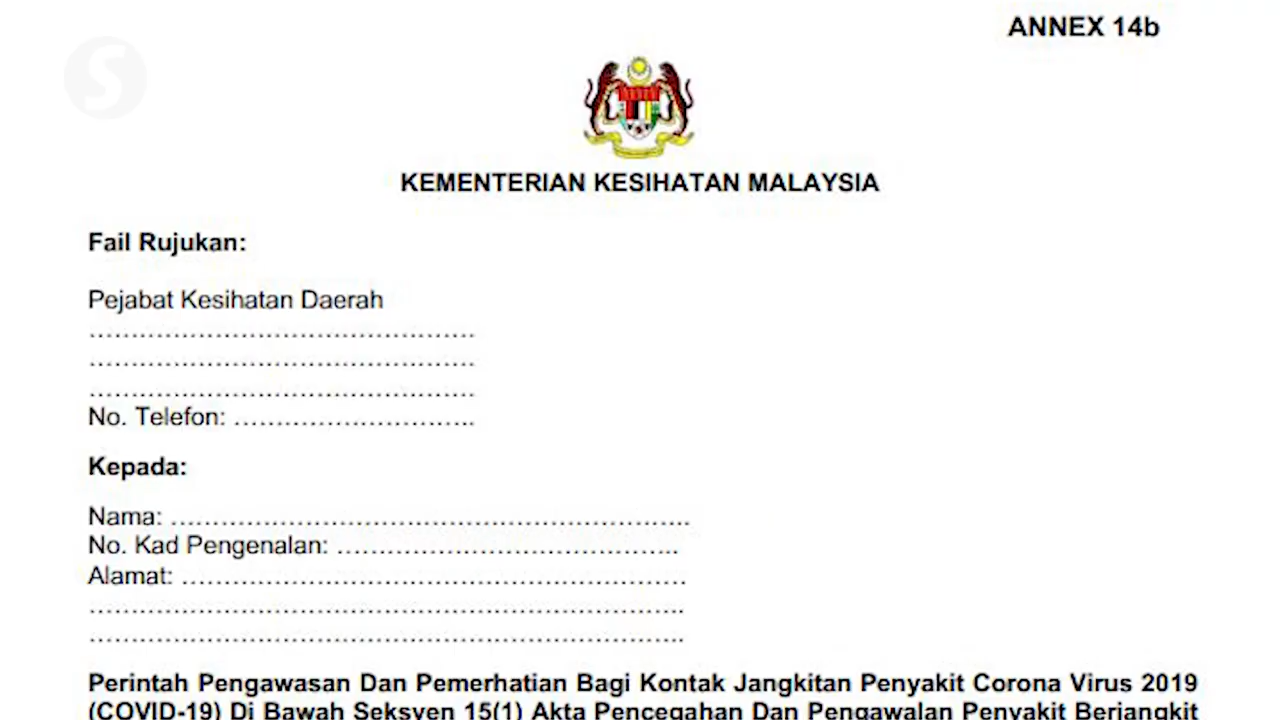 ANNEX 14b
S
KEMENTERIAN KESIHATAN MALAYSIA
Fail Rujukan:
Pejabat Kesihatan Daerah
……………………………………….
……………………………………….
……………………………………….
No. Telefon: ………………………..
Kepada:
Nama: ……………………………………………………...
No. Kad Pengenalan: …………………………………..
Alamat: ……………………………………………………
……………………………………………………………..
……………………………………………………………..
Perintah Pengawasan Dan Pemerhatian Bagi Kontak Jangkitan Penyakit Corona Virus 2019
(COVID-19) Di Bawah Seksyen 15(1) Akta Pencegahan Dan Pengawalan Penyakit Berjangkit